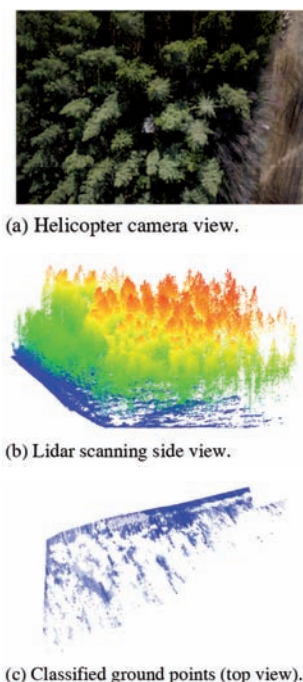 (a) Helicopter camera view.
(b) Lidar scanning side view.
(c) Classified ground points (top view).